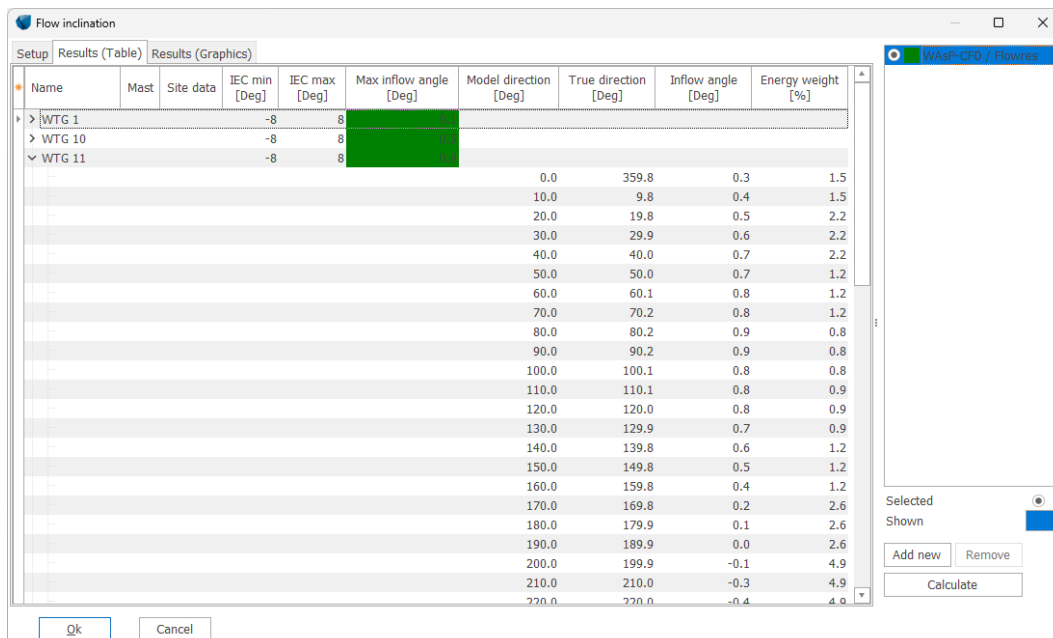 Flow inclination
Setup Results (Table) Results (Graphics)
Name Mast Site data IEC min [Deg] IEC max [Deg] Max inflow angle [Deg] Model direction [Deg] True direction [Deg] Inflow angle [Deg] Energy weight [%]
WTG 1 -8 8
WTG 10 -8 8
WTG 11 -8 8
0.0 359.8 0.3 1.5
10.0 9.8 0.4 1.5
20.0 19.8 0.5 2.2
30.0 29.9 0.6 2.2
40.0 40.0 0.7 2.2
50.0 50.0 0.7 1.2
60.0 60.1 0.8 1.2
70.0 70.2 0.8 1.2
80.0 80.2 0.9 0.8
90.0 90.2 0.9 0.8
100.0 100.1 0.8 0.8
110.0 110.1 0.8 0.9
120.0 120.0 0.8 0.9
130.0 129.9 0.7 0.9
140.0 139.8 0.6 1.2
150.0 149.8 0.5 1.2
160.0 159.8 0.4 1.2
170.0 169.8 0.2 2.6
180.0 179.9 0.1 2.6
190.0 189.9 0.0 2.6
200.0 199.9 -0.1 4.9
210.0 210.0 -0.3 4.9
220.0 220.0 -0.4 4.9
WAsP-CFD / Flowres
Selected
Shown
Add new Remove
Calculate
Ok Cancel